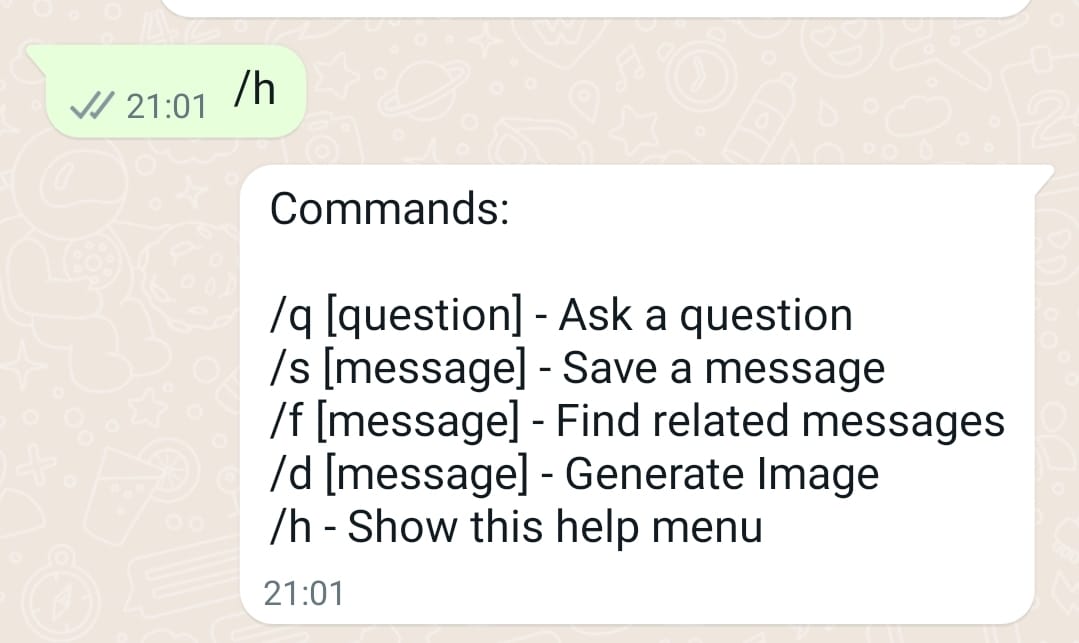 /h
21:01
Commands:
/q [question] - Ask a question
/s [message] - Save a message
/f [message] - Find related messages
/d [message] - Generate Image
/h - Show this help menu
21:01